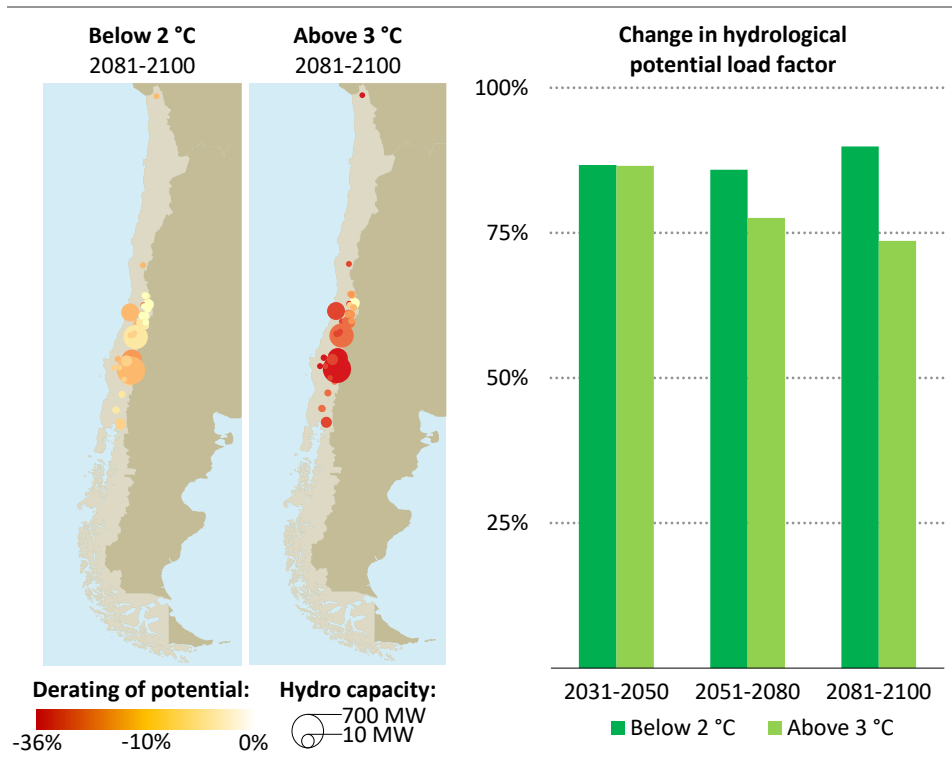 Below 2 °C
2081-2100
Above 3 °C
2081-2100
Derating of potential:
-36%
-10%
0%
Hydro capacity:
700 MW
10 MW
Change in hydrological
potential load factor
100%
75%
50%
25%
2031-2050
2051-2080
2081-2100
Below 2 °C
Above 3 °C